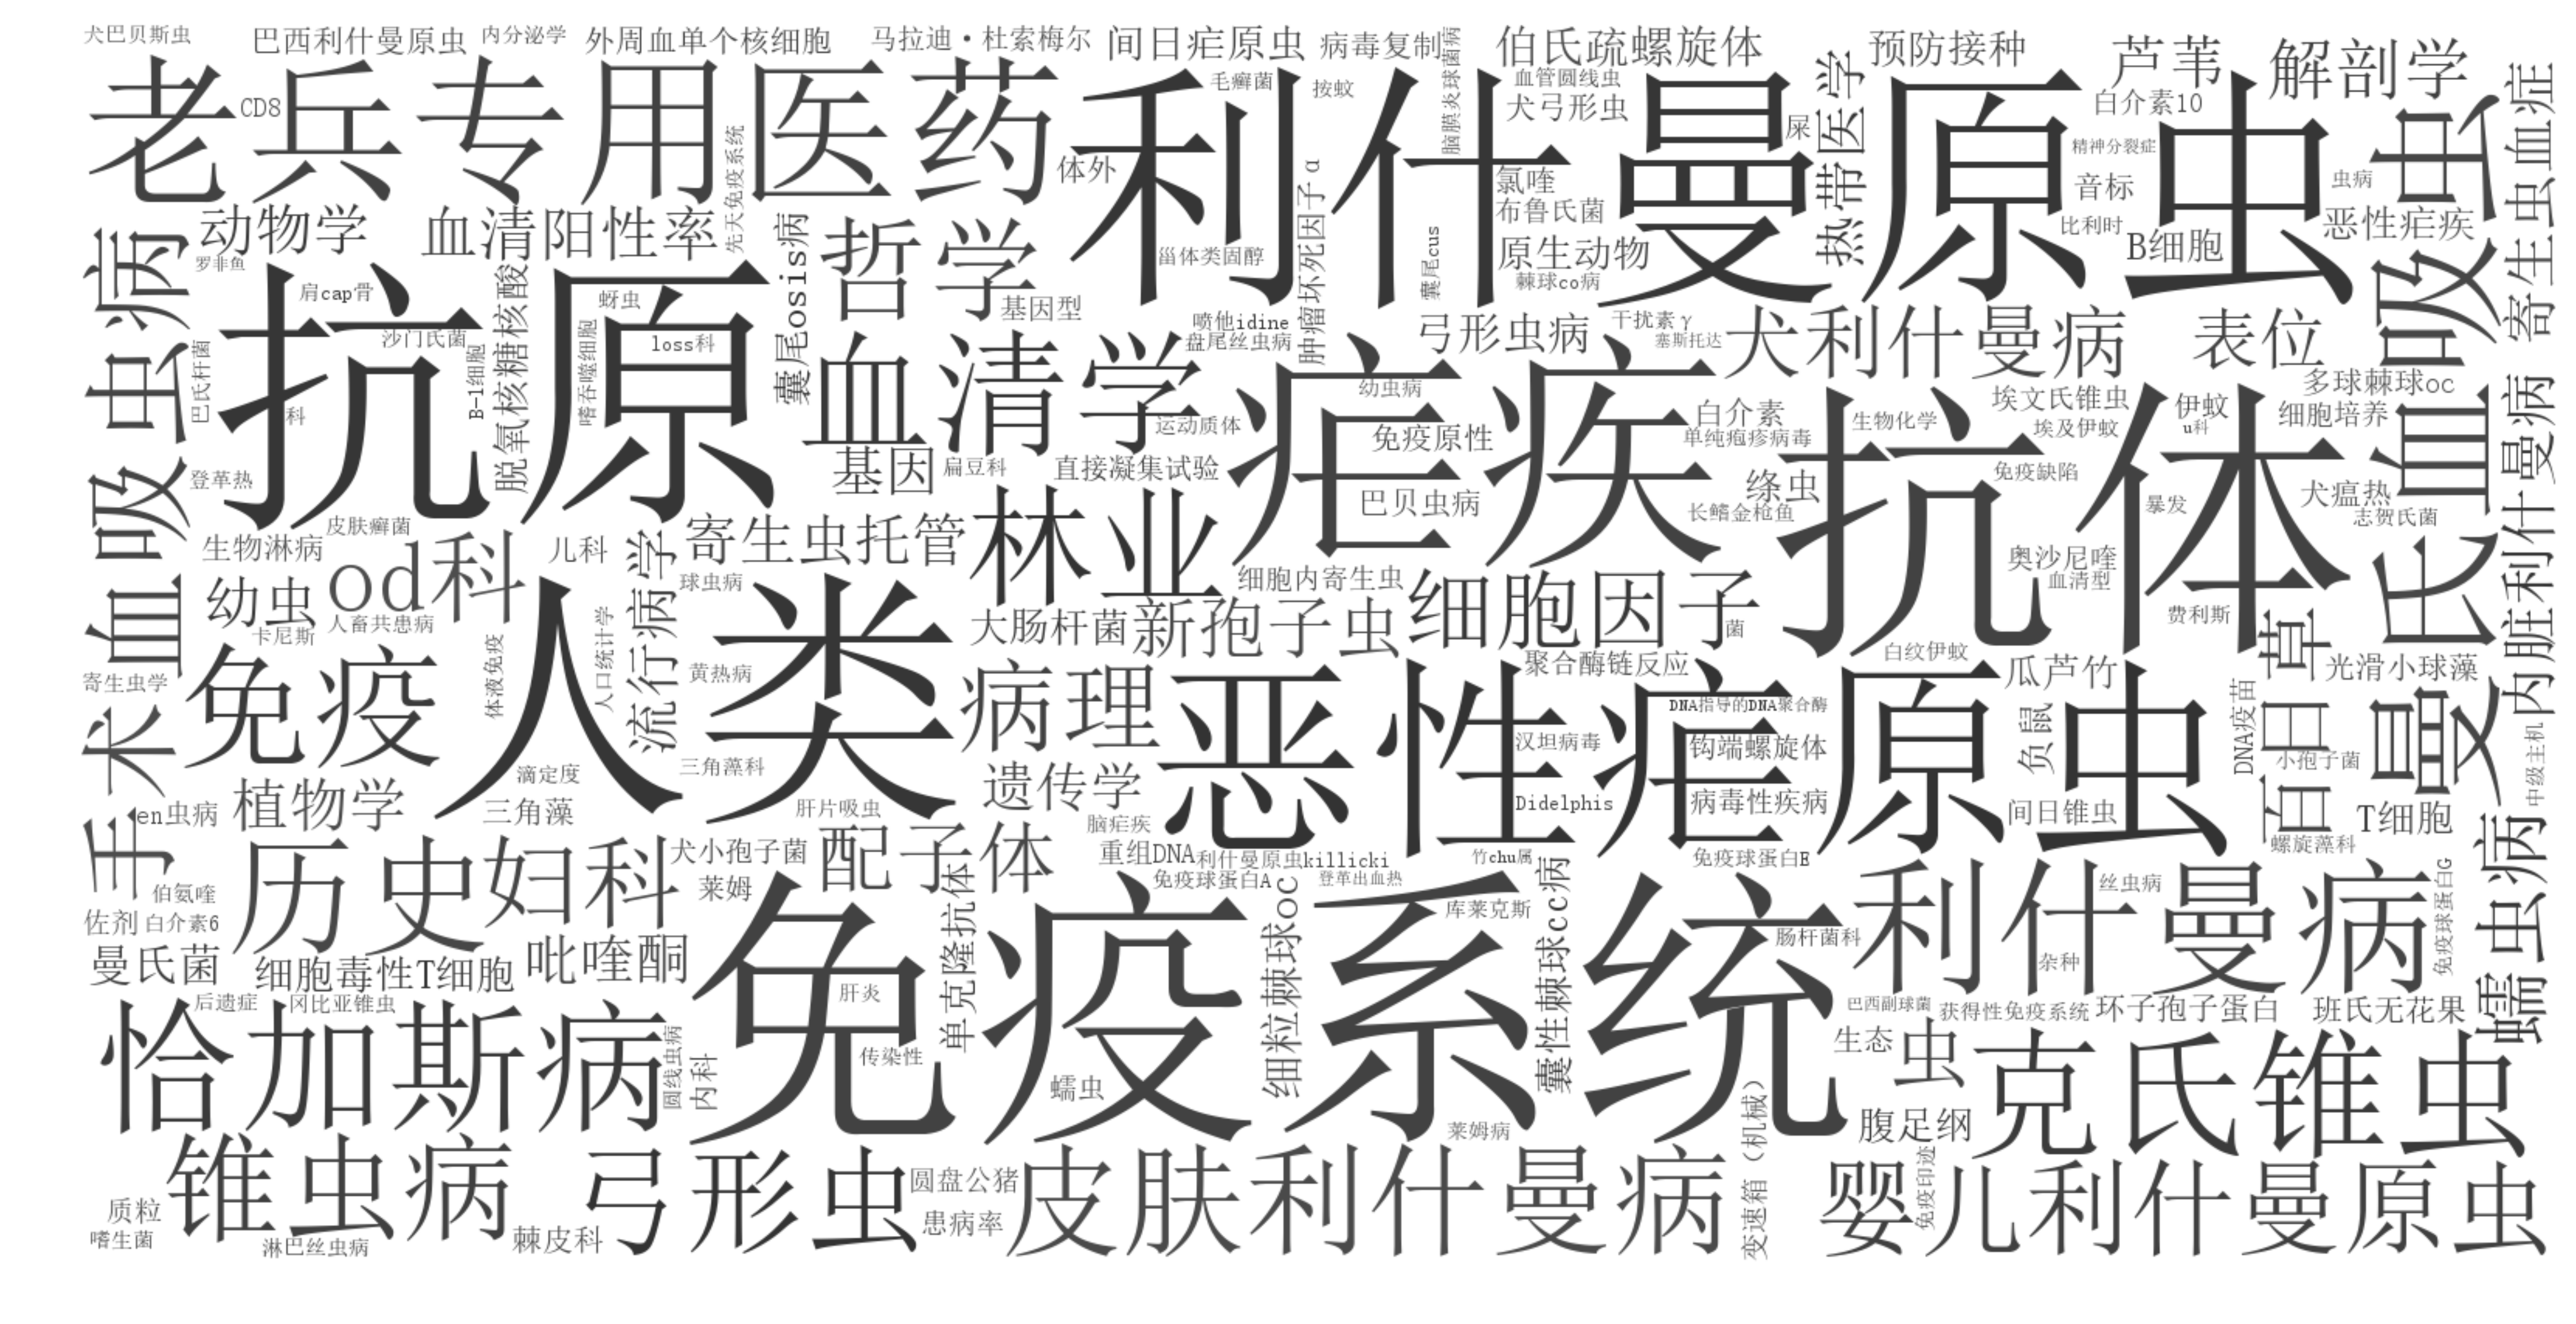 犬巴贝斯虫
巴西利什曼原虫
内分泌学
外周血单个核细胞
马拉迪·杜索梅尔
间日疟原虫
病毒复制
脑膜炎球菌病
伯氏疏螺旋体
预防接种
芦苇
解剖学
寄生虫血症
老兵专用医药
CD8
先天免疫系统
利什曼原虫
毛癣菌
按蚊
血管圆线虫
犬弓形虫
屎
热带医学
白介素10
精神分裂症
音标
比利时
虫病
B细胞
恶性疟疾
体外
氯喹
布鲁氏菌
原生动物
棘球co病
甾体类固醇
肿瘤坏死因子α
囊尾cus
动物学
血清阳性率
罗非鱼
哲学
基因型
囊尾osis病
抗原
肩cap骨
沙门氏菌
科
B-1细胞
脱氧核糖核酸
蚜虫
loss科
嗜吞噬细胞
巴氏杆菌
登革热
皮肤癣菌
血清学
喷他idine
盘尾丝虫病
运动质体
弓形虫病
干扰素γ
塞斯托达
犬利什曼病
表位
多球棘球oc
细胞培养
疟疾
幼虫病
免疫原性
巴贝虫病
白介素
单纯疱疹病毒
绦虫
长鳍金枪鱼
抗体
生物化学
埃文氏锥虫
埃及伊蚊
伊蚊
u科
免疫缺陷
暴发
犬瘟热
志贺氏菌
内脏利什曼病
基因
扁豆科
直接凝集试验
林业
寄生虫托管
生物淋病
od科
儿科
流行病学
球虫病
幼虫
卡尼斯
人畜共患病
细胞内寄生虫
大肠杆菌
新孢子虫
细胞因子
菌
奥沙尼喹
血清型
费利斯
白纹伊蚊
日本血吸虫病
曼氏血吸虫
寄生虫学
免疫
体液免疫
人类
人口统计学
黄热病
三角藻科
滴定度
三角藻
肝片吸虫
病理
遗传学
脑疟疾
恶性疟原虫
聚合酶链反应
DNA指导的DNA聚合酶
汉坦病毒
钩端螺旋体
Didelphis
病毒性疾病
免疫球蛋白E
竹chu属
瓜芦竹
负鼠
间日锥虫
光滑小球藻
DNA疫苗
小孢子菌
中级主机
T细胞
螺旋藻科
植物学
en虫病
伯氨喹
佐剂
白介素6
历史
妇科
犬小孢子菌
莱姆
配子体
重组DNA
利什曼原虫killicki
免疫球蛋白A
登革出血热
曼氏菌
细胞毒性T细胞
吡喹酮
后遗症
冈比亚锥虫
免疫系统
肝炎
传染性
单克隆抗体
蠕虫
细粒棘球oc
库莱克斯
囊性棘球cc病
肠杆菌科
莱姆病
利什曼病
丝虫病
杂种
免疫球蛋白G
蠕虫病
巴西副球菌
获得性免疫系统
环子孢子蛋白
班氏无花果
恰加斯病
圆线虫病
内科
生态
虫
克氏锥虫
腹足纲
锥虫病
质粒
嗜生菌
淋巴丝虫病
棘皮科
弓形虫
圆盘公猪
患病率
皮肤利什曼病
变速箱（机械）
婴儿利什曼原虫
免疫印迹